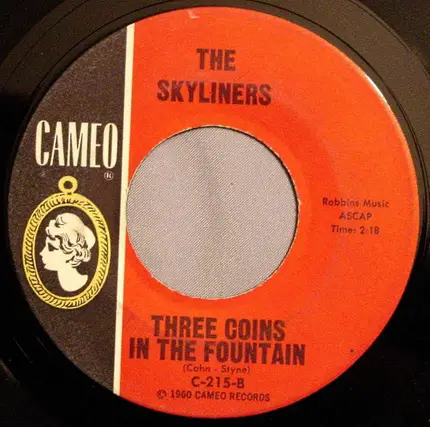 THE
SKYLINERS
CAMEO
®
Robbins Music
ASCAP
Time: 2:18
THREE COINS
IN THE FOUNTAIN
(Cahn - Styne)
C-215-B
© 1960 CAMEO RECORDS